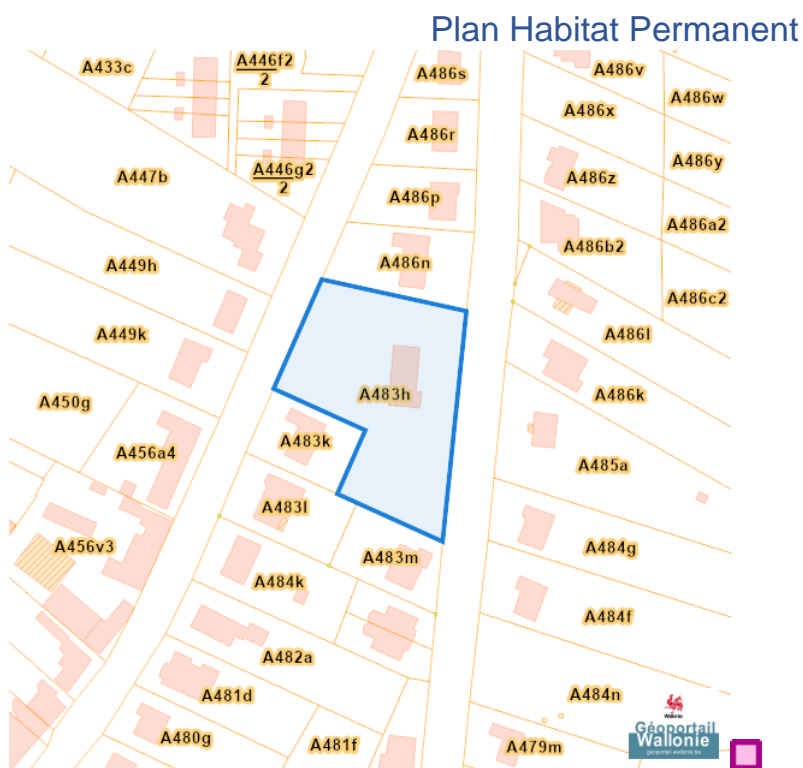 Plan Habitat Permanent
A433c
A446f2
2
A486s
A486v
A486w
A486x
A486r
A447b
A446g2
2
A486y
A486z
A486p
A486a2
A486b2
A449h
A486n
A486c2
A449k
A486l
A450g
A483h
A486k
A483k
A456a4
A485a
A483l
A456v3
A483m
A484g
A484k
A484f
A482a
A481d
A484n
A480g
A481f
A479m
Wallonie
Géoportail
Wallonie
geoportail.wallonie.be